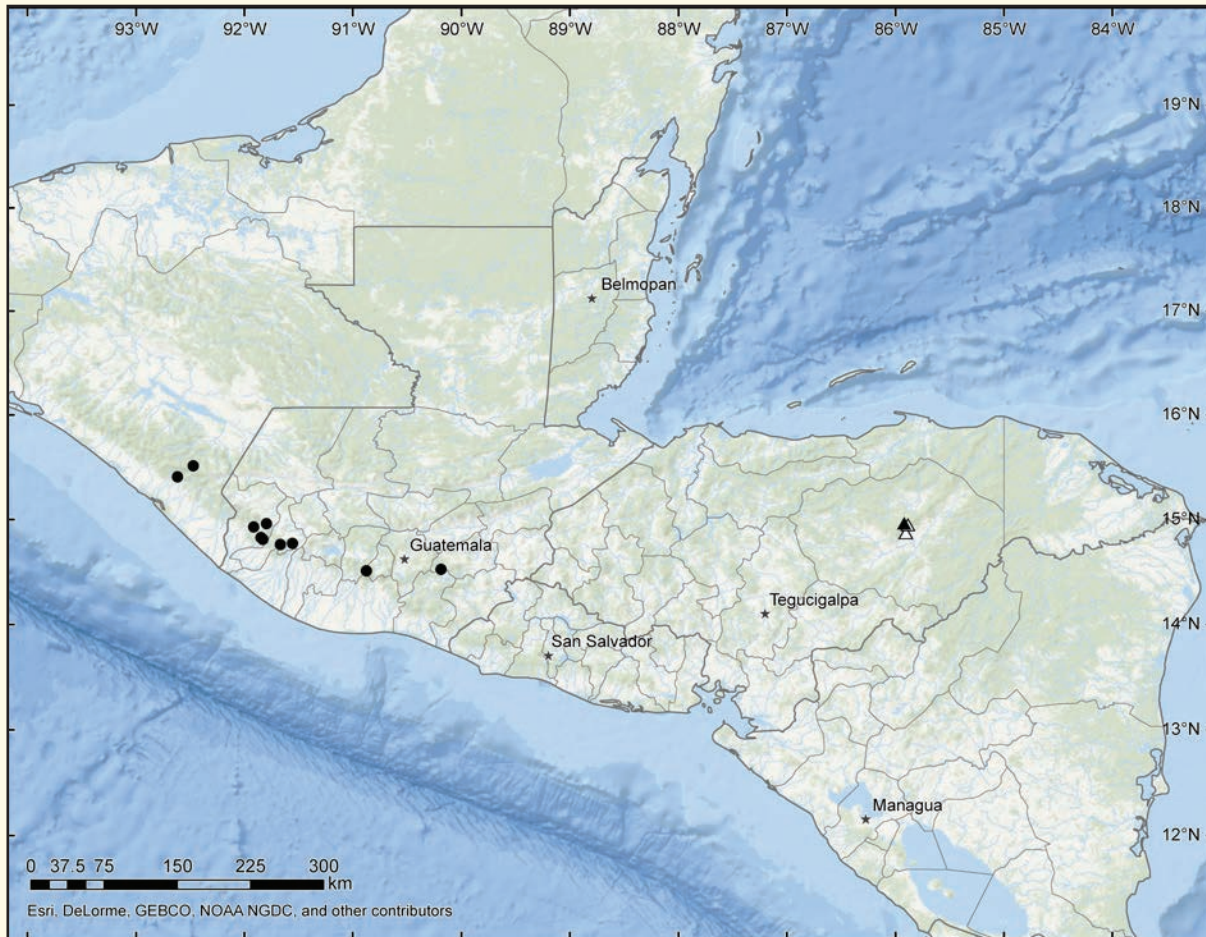 93°W 92°W 91°W 90°W 89°W 88°W 87°W 86°W 85°W 84°W
19°N
18°N
Belmopan
17°N
16°N
15°N
Guatemala
Tegucigalpa
14°N
San Salvador
13°N
Managua
12°N
0 37.5 75 150 225 300
km
Esri, DeLorme, GEBCO, NOAA NGDC, and other contributors